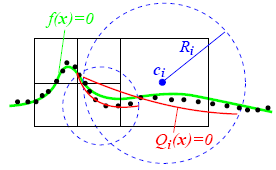 f(x)=0
R_i
c_i
Q_i(x)=0